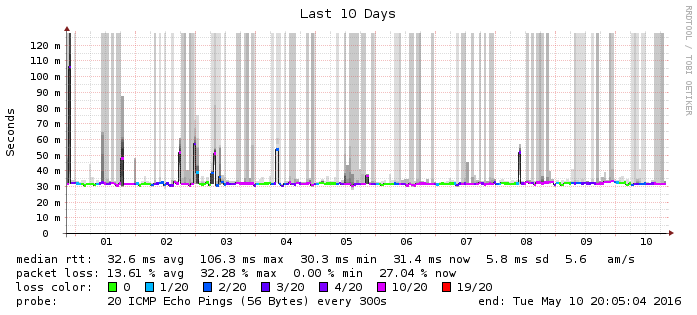 Last 10 Days
RRDTOOL / TOBI OETIKER
Seconds
120 m
110 m
100 m
90 m
80 m
70 m
60 m
50 m
40 m
30 m
20 m
10 m
0
01 02 03 04 05 06 07 08 09 10
median rtt: 32.6 ms avg 106.3 ms max 30.3 ms min 31.4 ms now 5.8 ms sd 5.6 am/s
packet loss: 13.61 % avg 32.28 % max 0.00 % min 27.04 % now
loss color: 0 1/20 2/20 3/20 4/20 10/20 19/20
probe: 20 ICMP Echo Pings (56 Bytes) every 300s end: Tue May 10 20:05:04 2016